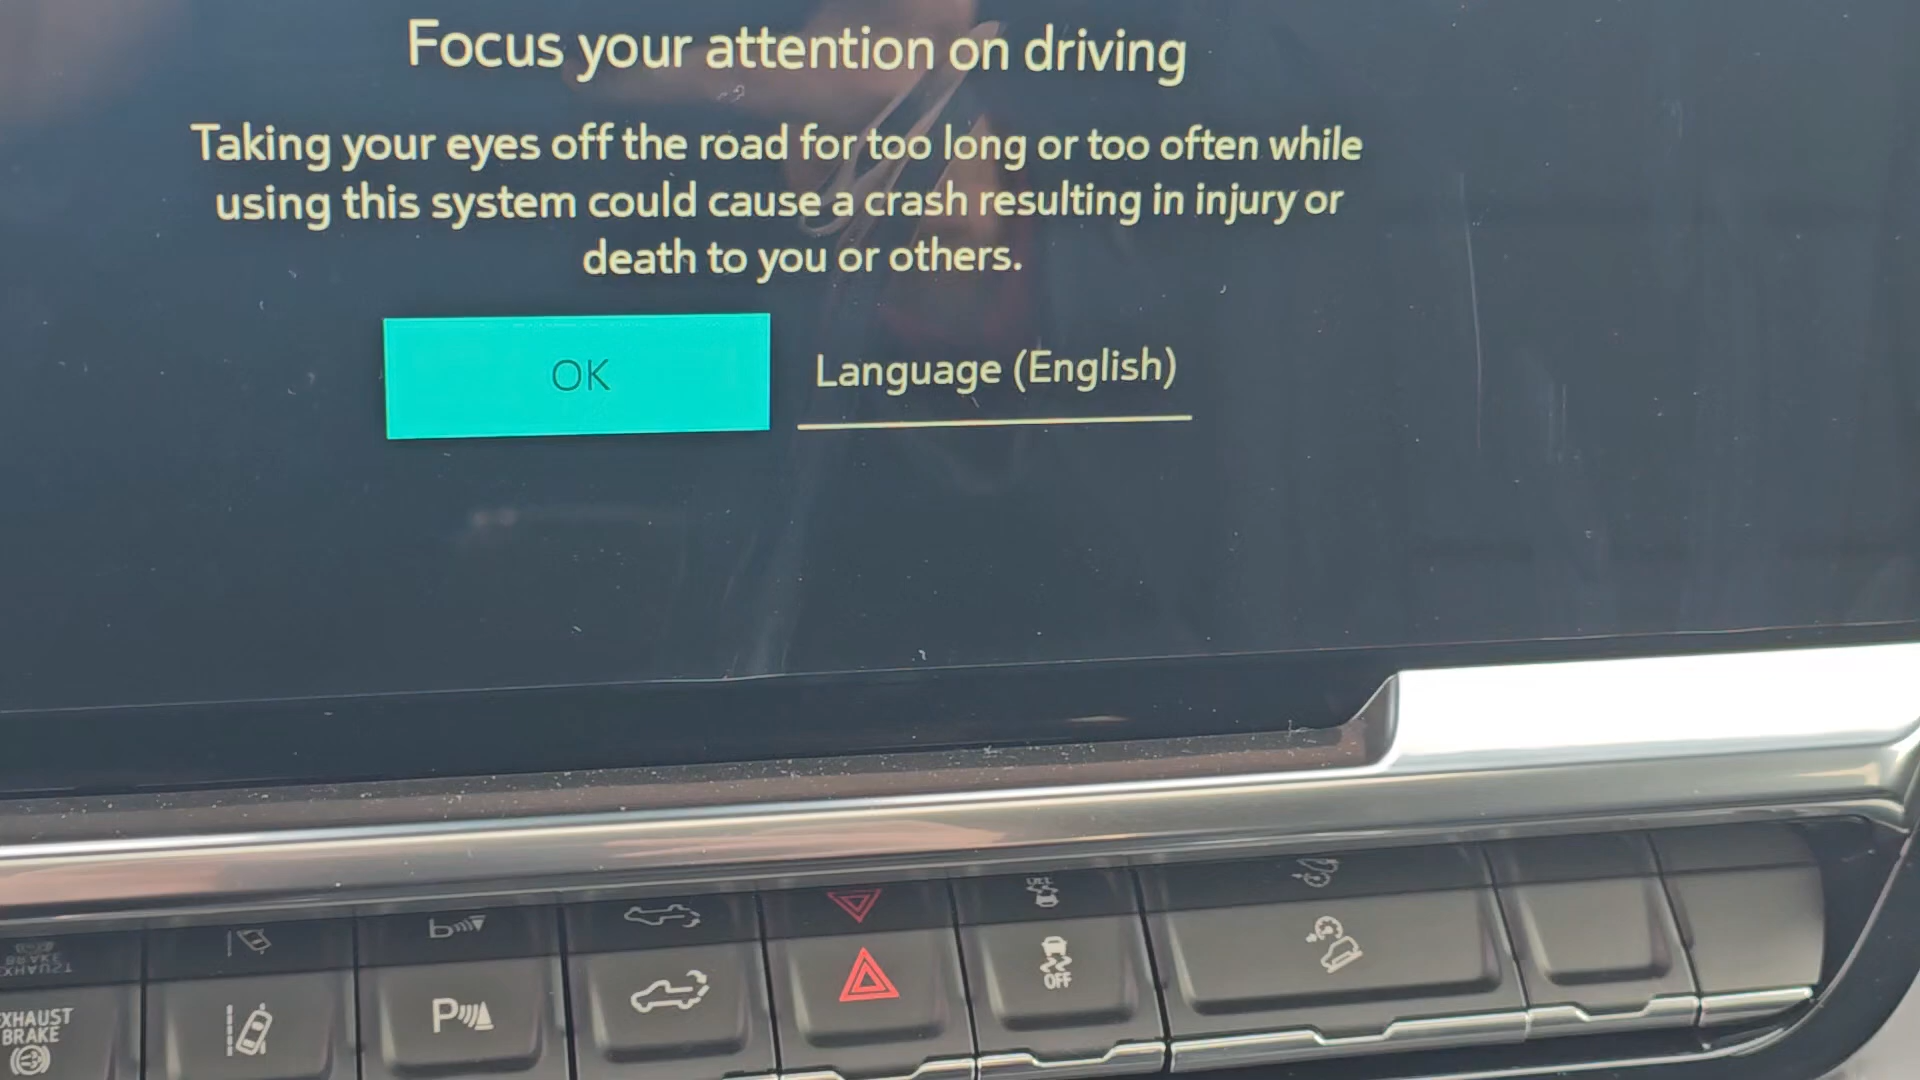 Focus your attention on driving
Taking your eyes off the road for too long or too often while
using this system could cause a crash resulting in injury or
death to you or others.
OK
Language (English)
EXHAUST
BRAKE
P
OFF